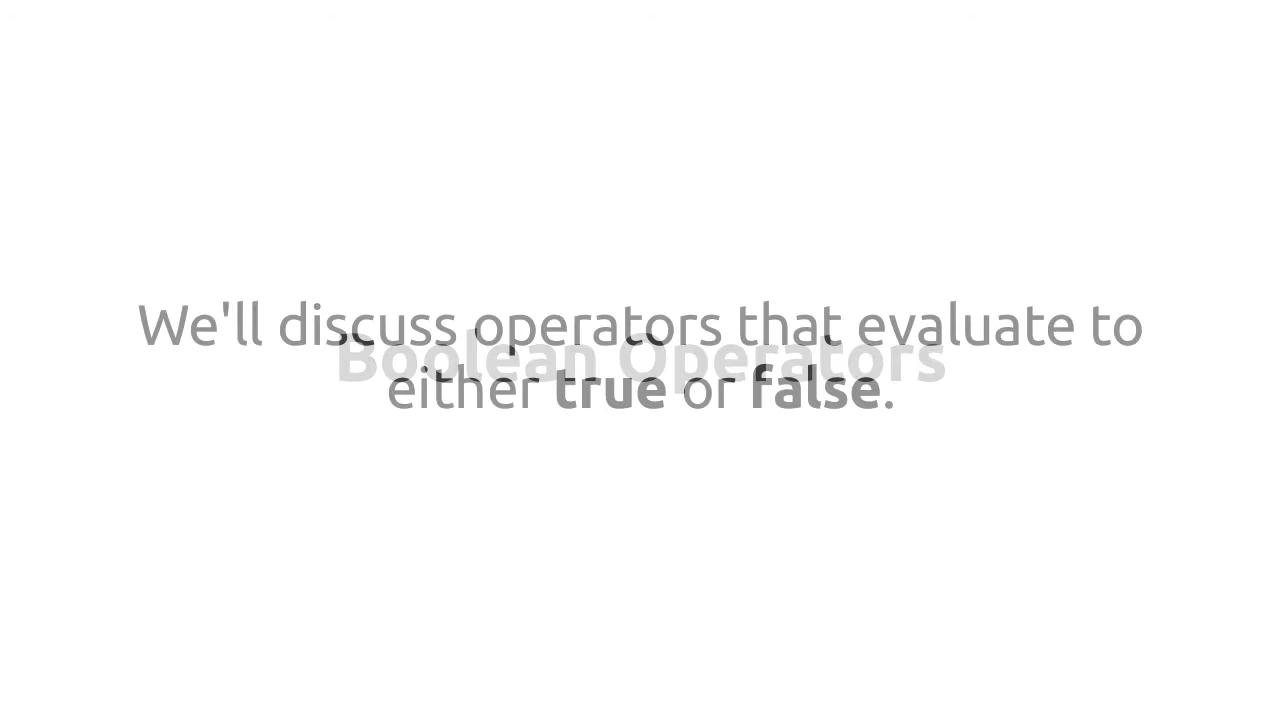 We'll discuss operators that evaluate to
Boolean Operators
either true or false.